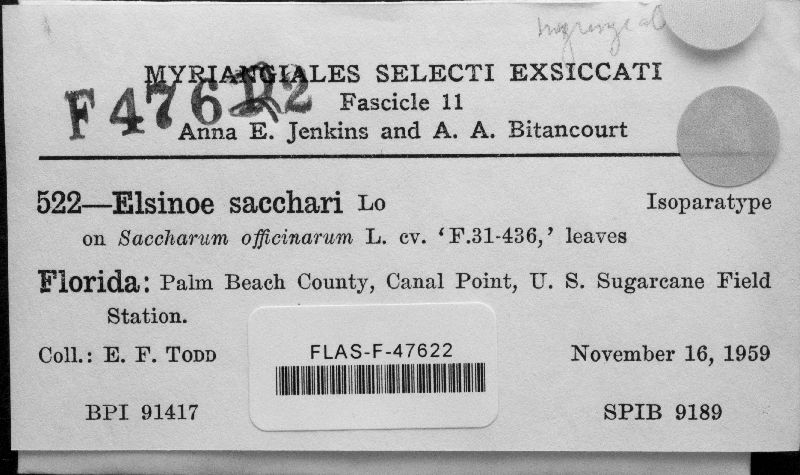 MYRIANGIALES SELECTI EXSICCATI
F 47622
Fascicle 11
Anna E. Jenkins and A. A. Bitancourt
522—Elsinoe sacchari Lo Isoparatype
on Saccharum officinarum L. cv. ‘F.31-436,’ leaves
Florida: Palm Beach County, Canal Point, U. S. Sugarcane Field
Station.
Coll.: E. F. Todd November 16, 1959
FLAS-F-47622
BPI 91417 SPIB 9189